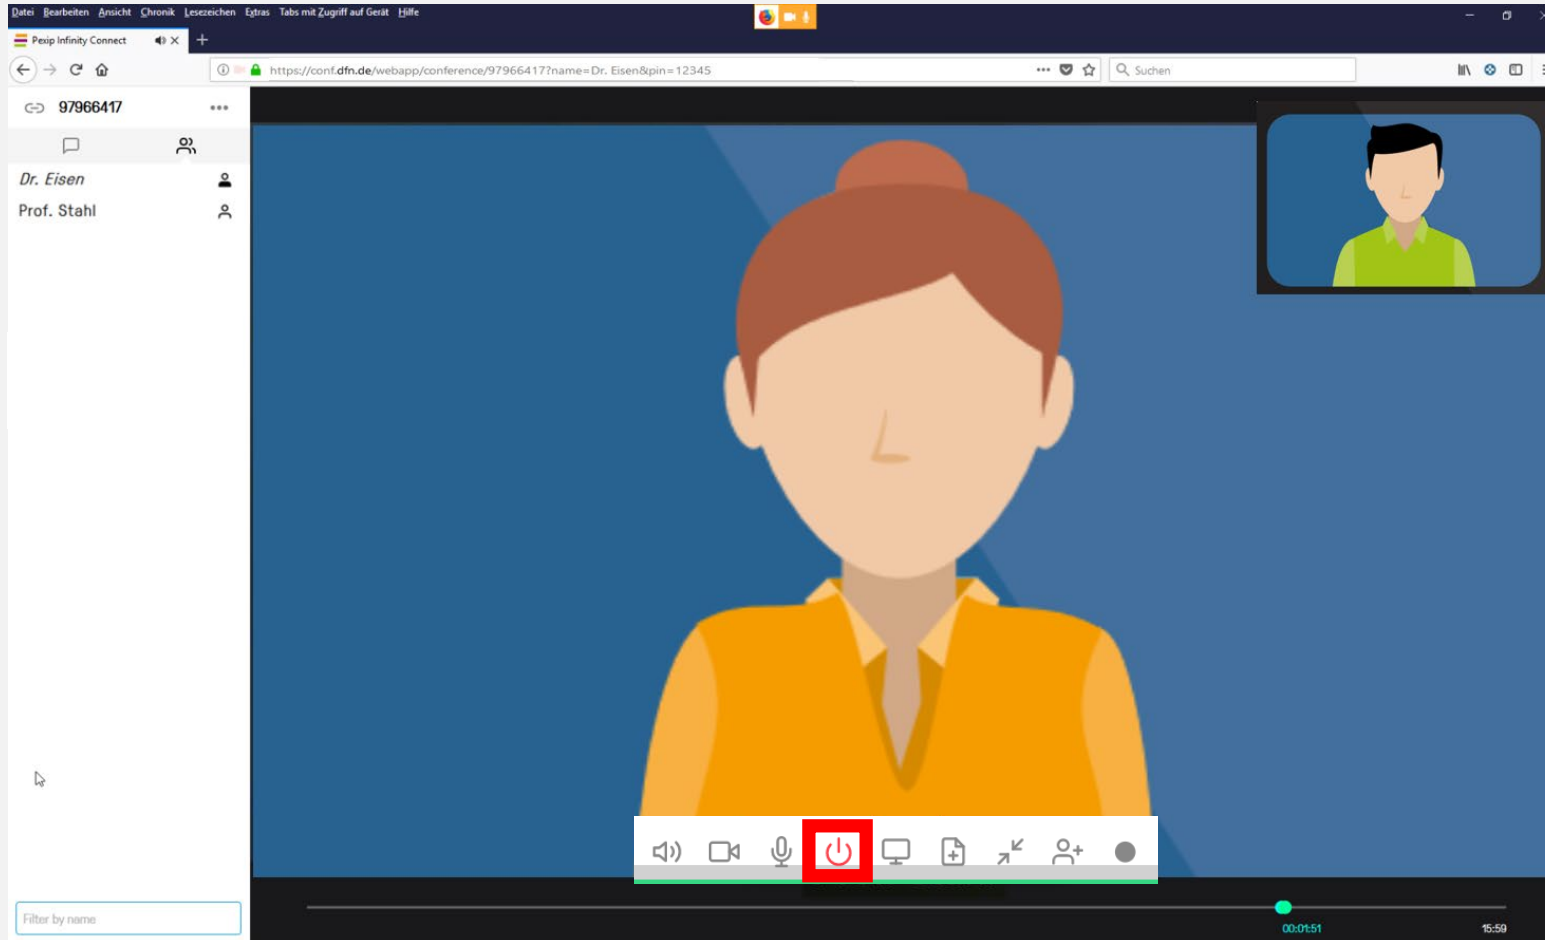 Datei Bearbeiten Ansicht Chronik Lesezeichen Extras Tabs mit Zugriff auf Gerät Hilfe
Pexip Infinity Connect
https://conf.dfn.de/webapp/conference/97966417?name=Dr. Eisen&pin=12345
Suchen
97966417
Dr. Eisen
Prof. Stahl
Filter by name
00:01:51
15:59